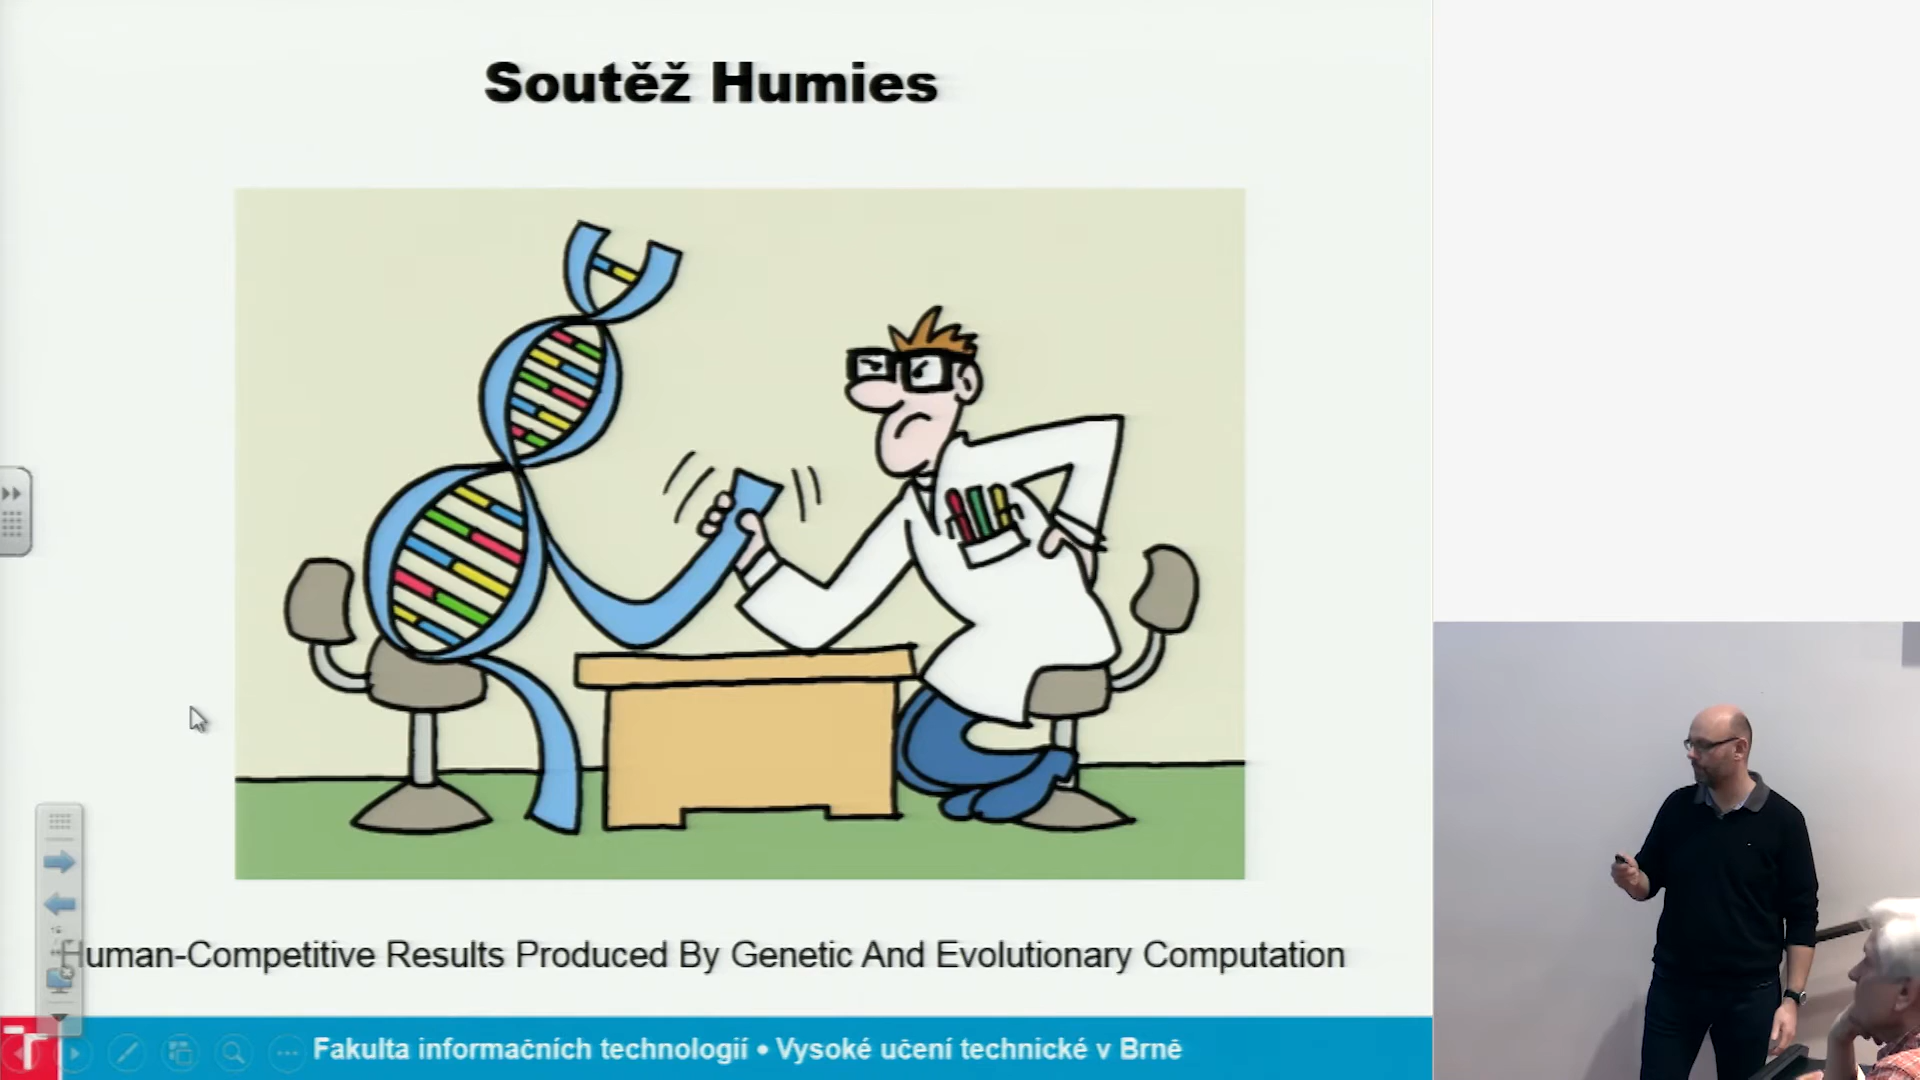 Soutěž Humies
Human-Competitive Results Produced By Genetic And Evolutionary Computation
Fakulta informačních technologií • Vysoké učení technické v Brně